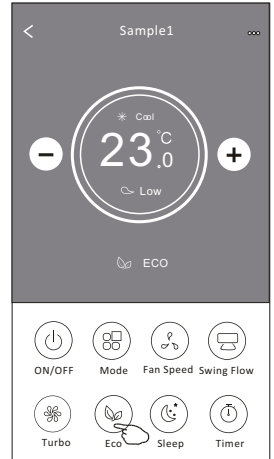 Sample1
Cool
23.0°C
Low
ECO
ON/OFF Mode Fan Speed Swing Flow
Turbo Eco Sleep Timer